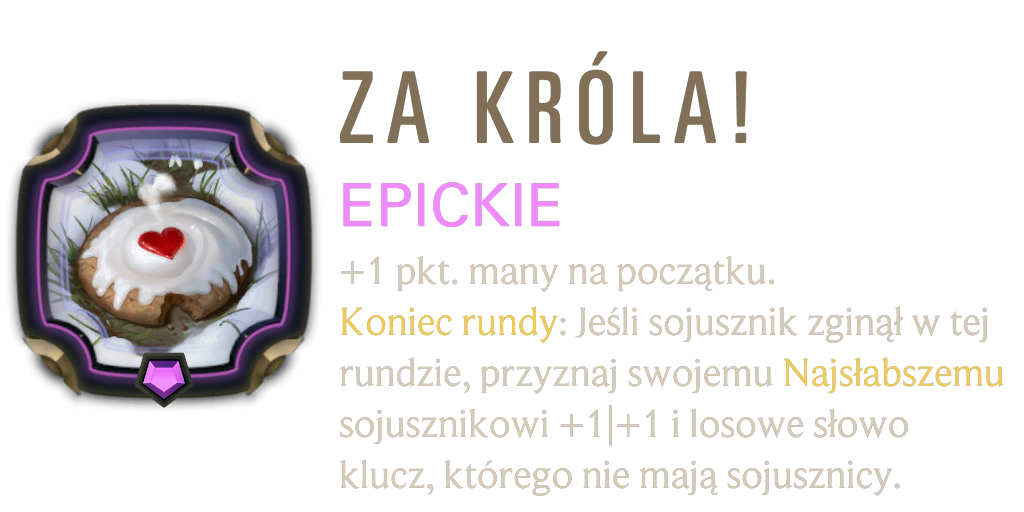 ZA KRÓLA!
EPICKIE
+1 pkt. many na początku.
Koniec rundy: Jeśli sojusznik zginął w tej
rundzie, przyznaj swojemu Najsłabszemu
sojusznikowi +1|+1 i losowe słowo
klucz, którego nie mają sojusznicy.